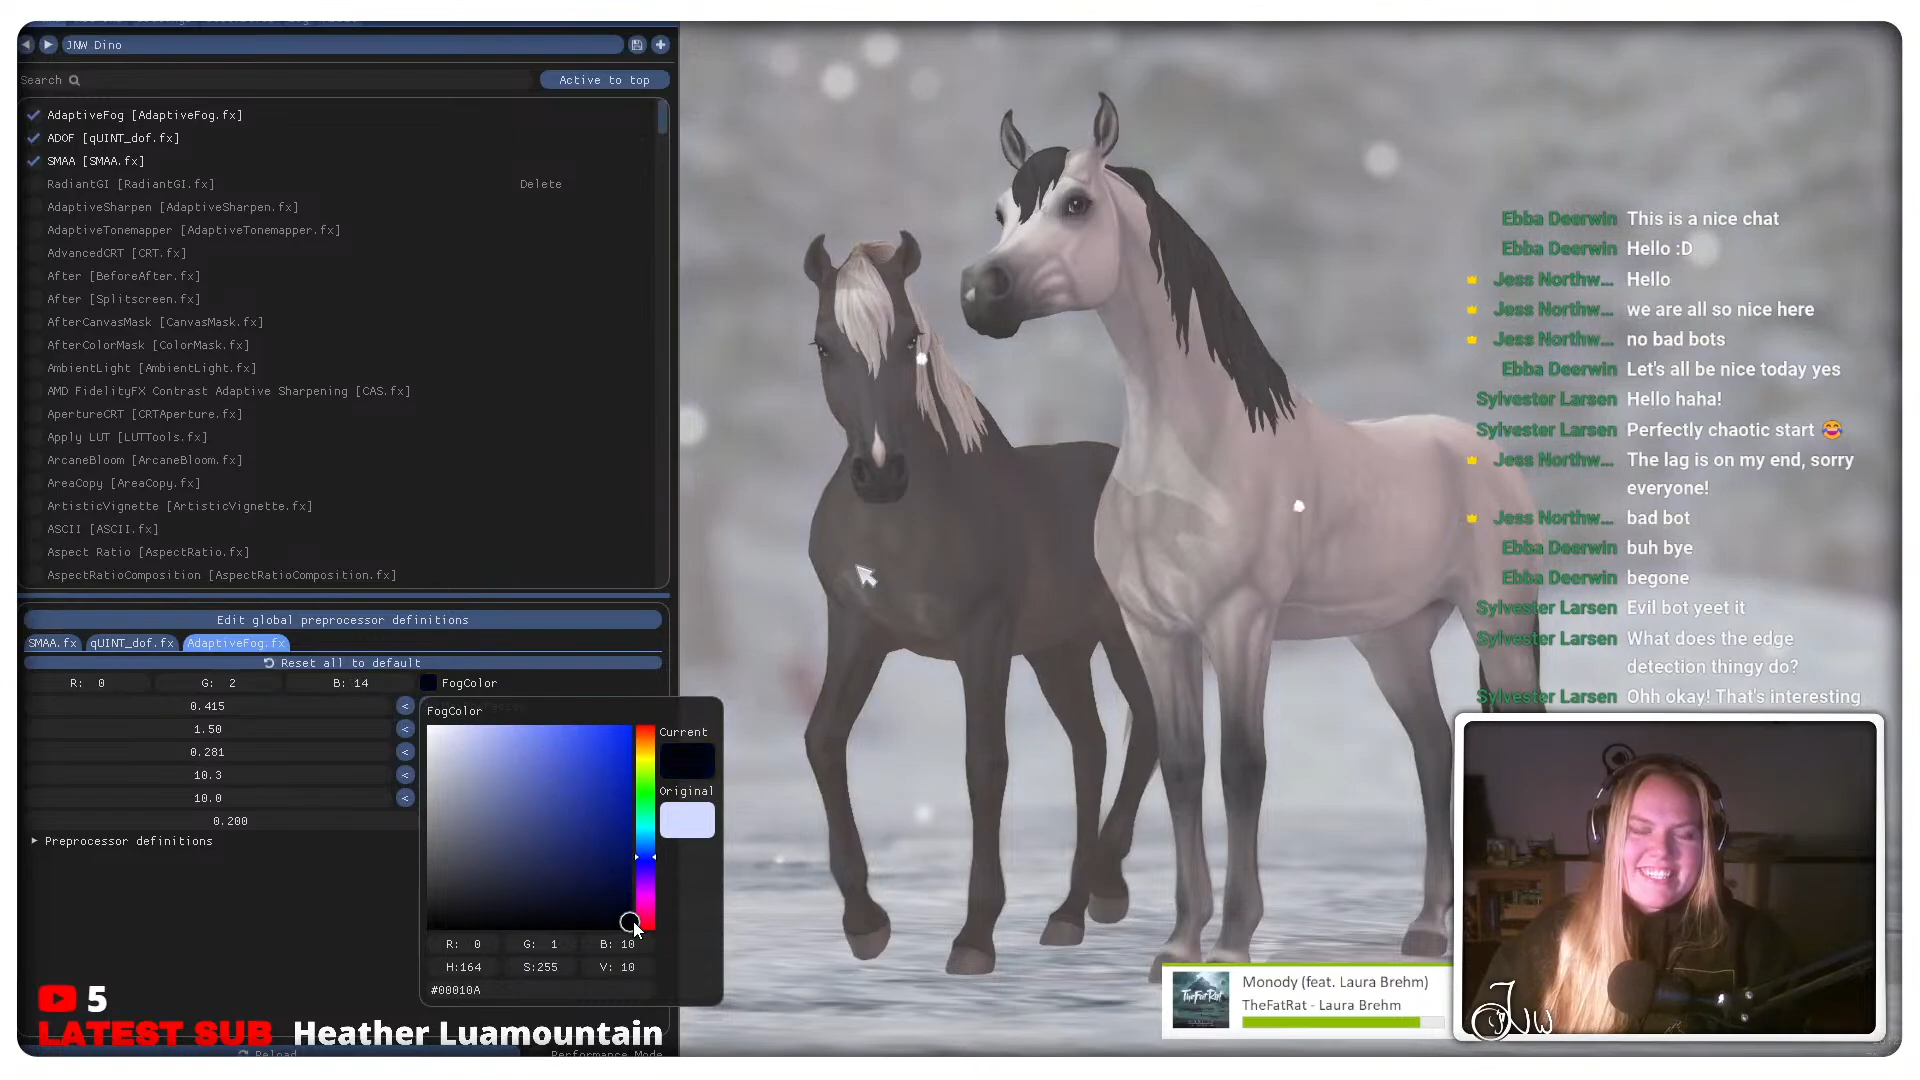 JNW Dino
Search
Active to top
AdaptiveFog [AdaptiveFog.fx]
ADOF [qUINT_dof.fx]
SMAA [SMAA.fx]
RadiantGI [RadiantGI.fx]
Delete
AdaptiveSharpen [AdaptiveSharpen.fx]
AdaptiveTonemapper [AdaptiveTonemapper.fx]
AdvancedCRT [CRT.fx]
After [BeforeAfter.fx]
After [Splitscreen.fx]
AfterCanvasMask [CanvasMask.fx]
AfterColorMask [ColorMask.fx]
AmbientLight [AmbientLight.fx]
AMD FidelityFX Contrast Adaptive Sharpening [CAS.fx]
ApertureCRT [CRTAperture.fx]
Apply LUT [LUTTools.fx]
ArcaneBloom [ArcaneBloom.fx]
AreaCopy [AreaCopy.fx]
ArtisticVignette [ArtisticVignette.fx]
ASCII [ASCII.fx]
Aspect Ratio [AspectRatio.fx]
AspectRatioComposition [AspectRatioComposition.fx]
Edit global preprocessor definitions
SMAA.fx qUINT_dof.fx AdaptiveFog.fx
Reset all to default
R: 0 G: 2 B: 14 FogColor
0.415 <
1.50 <
0.281 <
10.3 <
10.0 <
0.200
Preprocessor definitions
FogColor
Current
Original
R: 0 G: 1 B: 10
H:164 S:255 V: 10
#00010A
5
LATEST SUB Heather Luamountain
Reload
Performance Mode
Ebba Deerwin This is a nice chat
Ebba Deerwin Hello :D
Jess Northw... Hello
Jess Northw... we are all so nice here
Jess Northw... no bad bots
Ebba Deerwin Let's all be nice today yes
Sylvester Larsen Hello haha!
Sylvester Larsen Perfectly chaotic start 😂
Jess Northw... The lag is on my end, sorry
everyone!
Jess Northw... bad bot
Ebba Deerwin buh bye
Ebba Deerwin begone
Sylvester Larsen Evil bot yeet it
Sylvester Larsen What does the edge
detection thingy do?
Sylvester Larsen Ohh okay! That's interesting
TheFatRat
Monody (feat. Laura Brehm)
TheFatRat - Laura Brehm
JNW